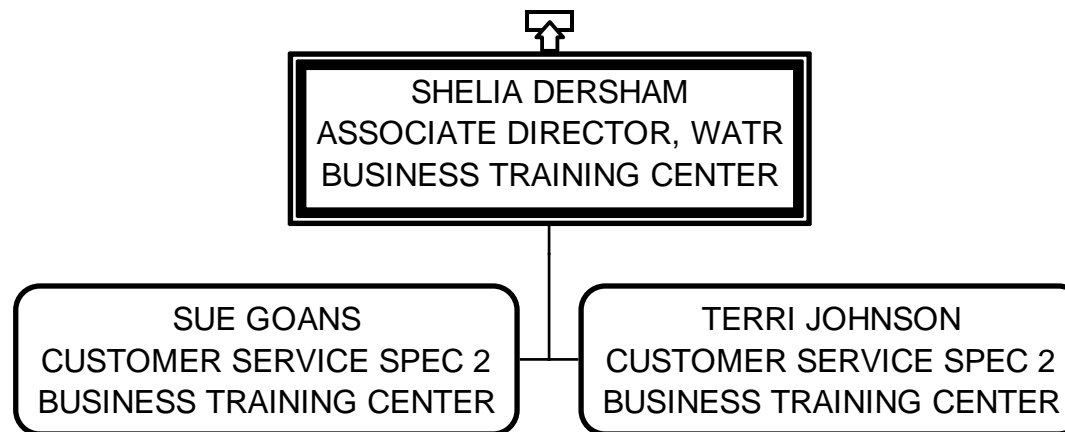 SHELIA DERSHAM
ASSOCIATE DIRECTOR, WATR
BUSINESS TRAINING CENTER
SUE GOANS
CUSTOMER SERVICE SPEC 2
BUSINESS TRAINING CENTER
TERRI JOHNSON
CUSTOMER SERVICE SPEC 2
BUSINESS TRAINING CENTER